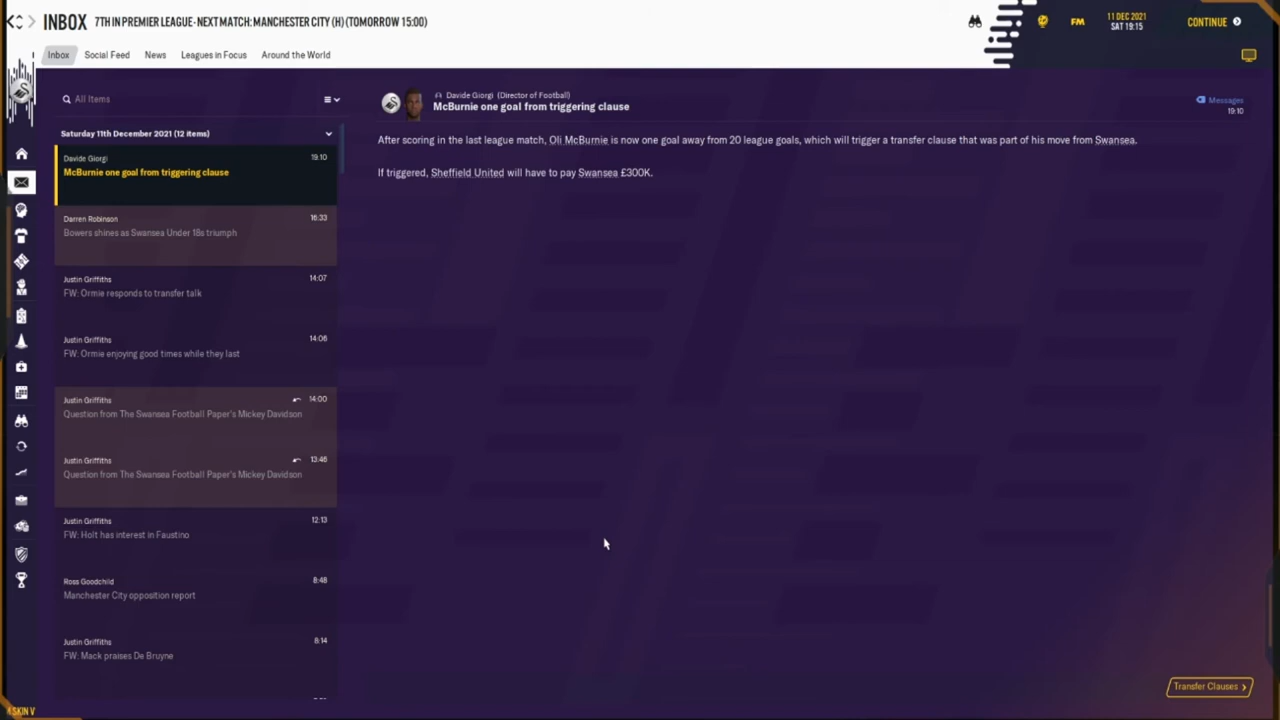 INBOX 7TH IN PREMIER LEAGUE · NEXT MATCH: MANCHESTER CITY (H) (TOMORROW 15:00)
FM
11 DEC 2021
SAT 19:15
CONTINUE
Inbox Social Feed News Leagues in Focus Around the World
All Items
Saturday 11th December 2021 (12 items)
Davide Giorgi 19:10
McBurnie one goal from triggering clause
Darren Robinson 16:33
Bowers shines as Swansea Under 18s triumph
Justin Griffiths 14:07
FW: Ormie responds to transfer talk
Justin Griffiths 14:06
FW: Ormie enjoying good times while they last
Justin Griffiths 14:00
Question from The Swansea Football Paper's Mickey Davidson
Justin Griffiths 13:46
Question from The Swansea Football Paper's Mickey Davidson
Justin Griffiths 12:13
FW: Holt has interest in Faustino
Ross Goodchild 8:48
Manchester City opposition report
Justin Griffiths 8:14
FW: Mack praises De Bruyne
Davide Giorgi (Director of Football)
McBurnie one goal from triggering clause
Messages
19:10
After scoring in the last league match, Oli McBurnie is now one goal away from 20 league goals, which will trigger a transfer clause that was part of his move from Swansea.
If triggered, Sheffield United will have to pay Swansea £300K.
Transfer Clauses
SKIN V